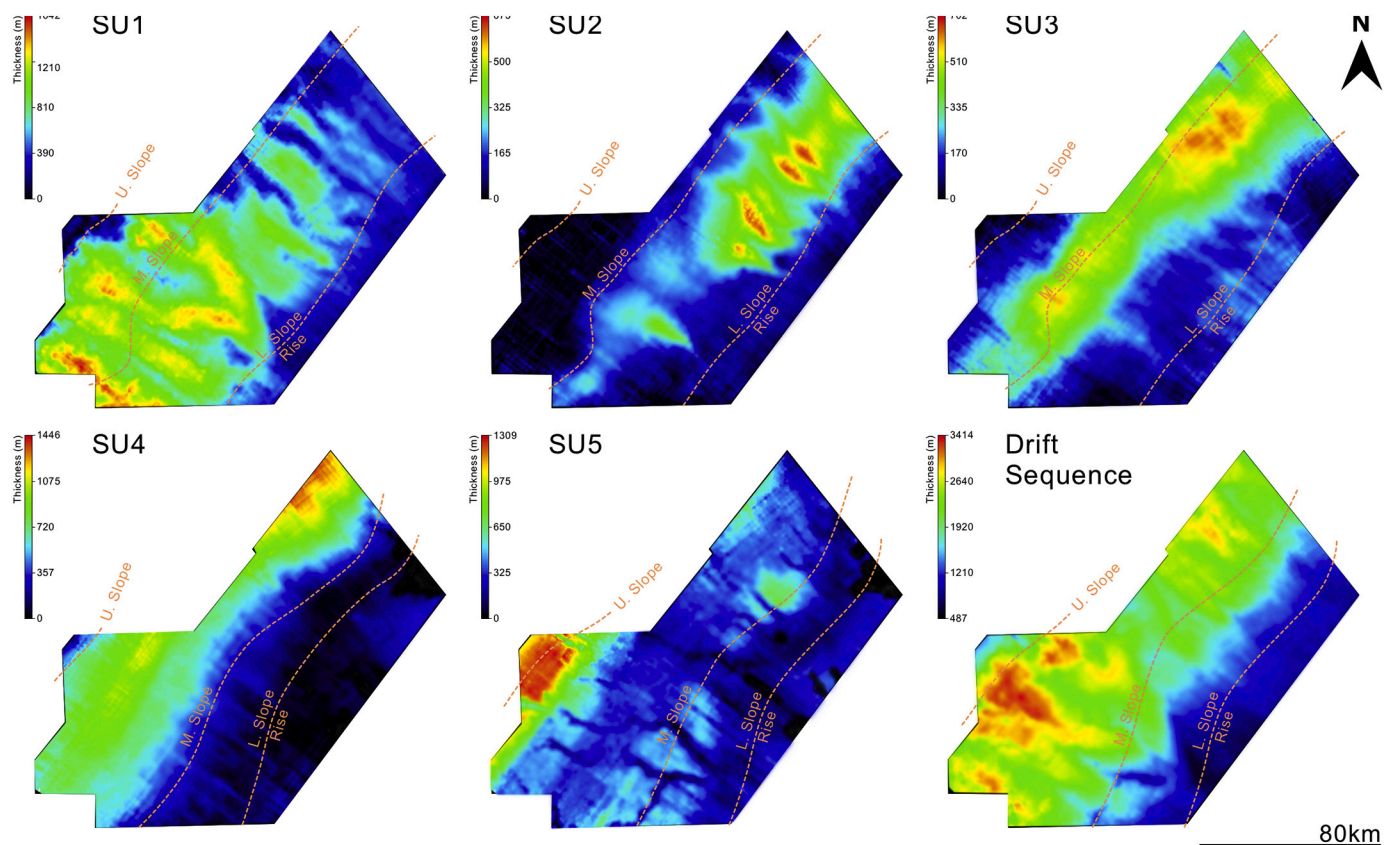 SU1
Thickness (m)
1210
810
390
0
U. Slope
M. Slope
L. Slope
Rise
SU2
Thickness (m)
500
325
165
0
U. Slope
M. Slope
L. Slope
Rise
SU3
Thickness (m)
510
335
170
0
U. Slope
M. Slope
L. Slope
Rise
N
SU4
Thickness (m)
1446
1075
720
357
0
U. Slope
M. Slope
L. Slope
Rise
SU5
Thickness (m)
1309
975
650
325
0
U. Slope
M. Slope
L. Slope
Rise
Drift
Sequence
Thickness (m)
3414
2640
1920
1210
487
U. Slope
M. Slope
L. Slope
Rise
80km